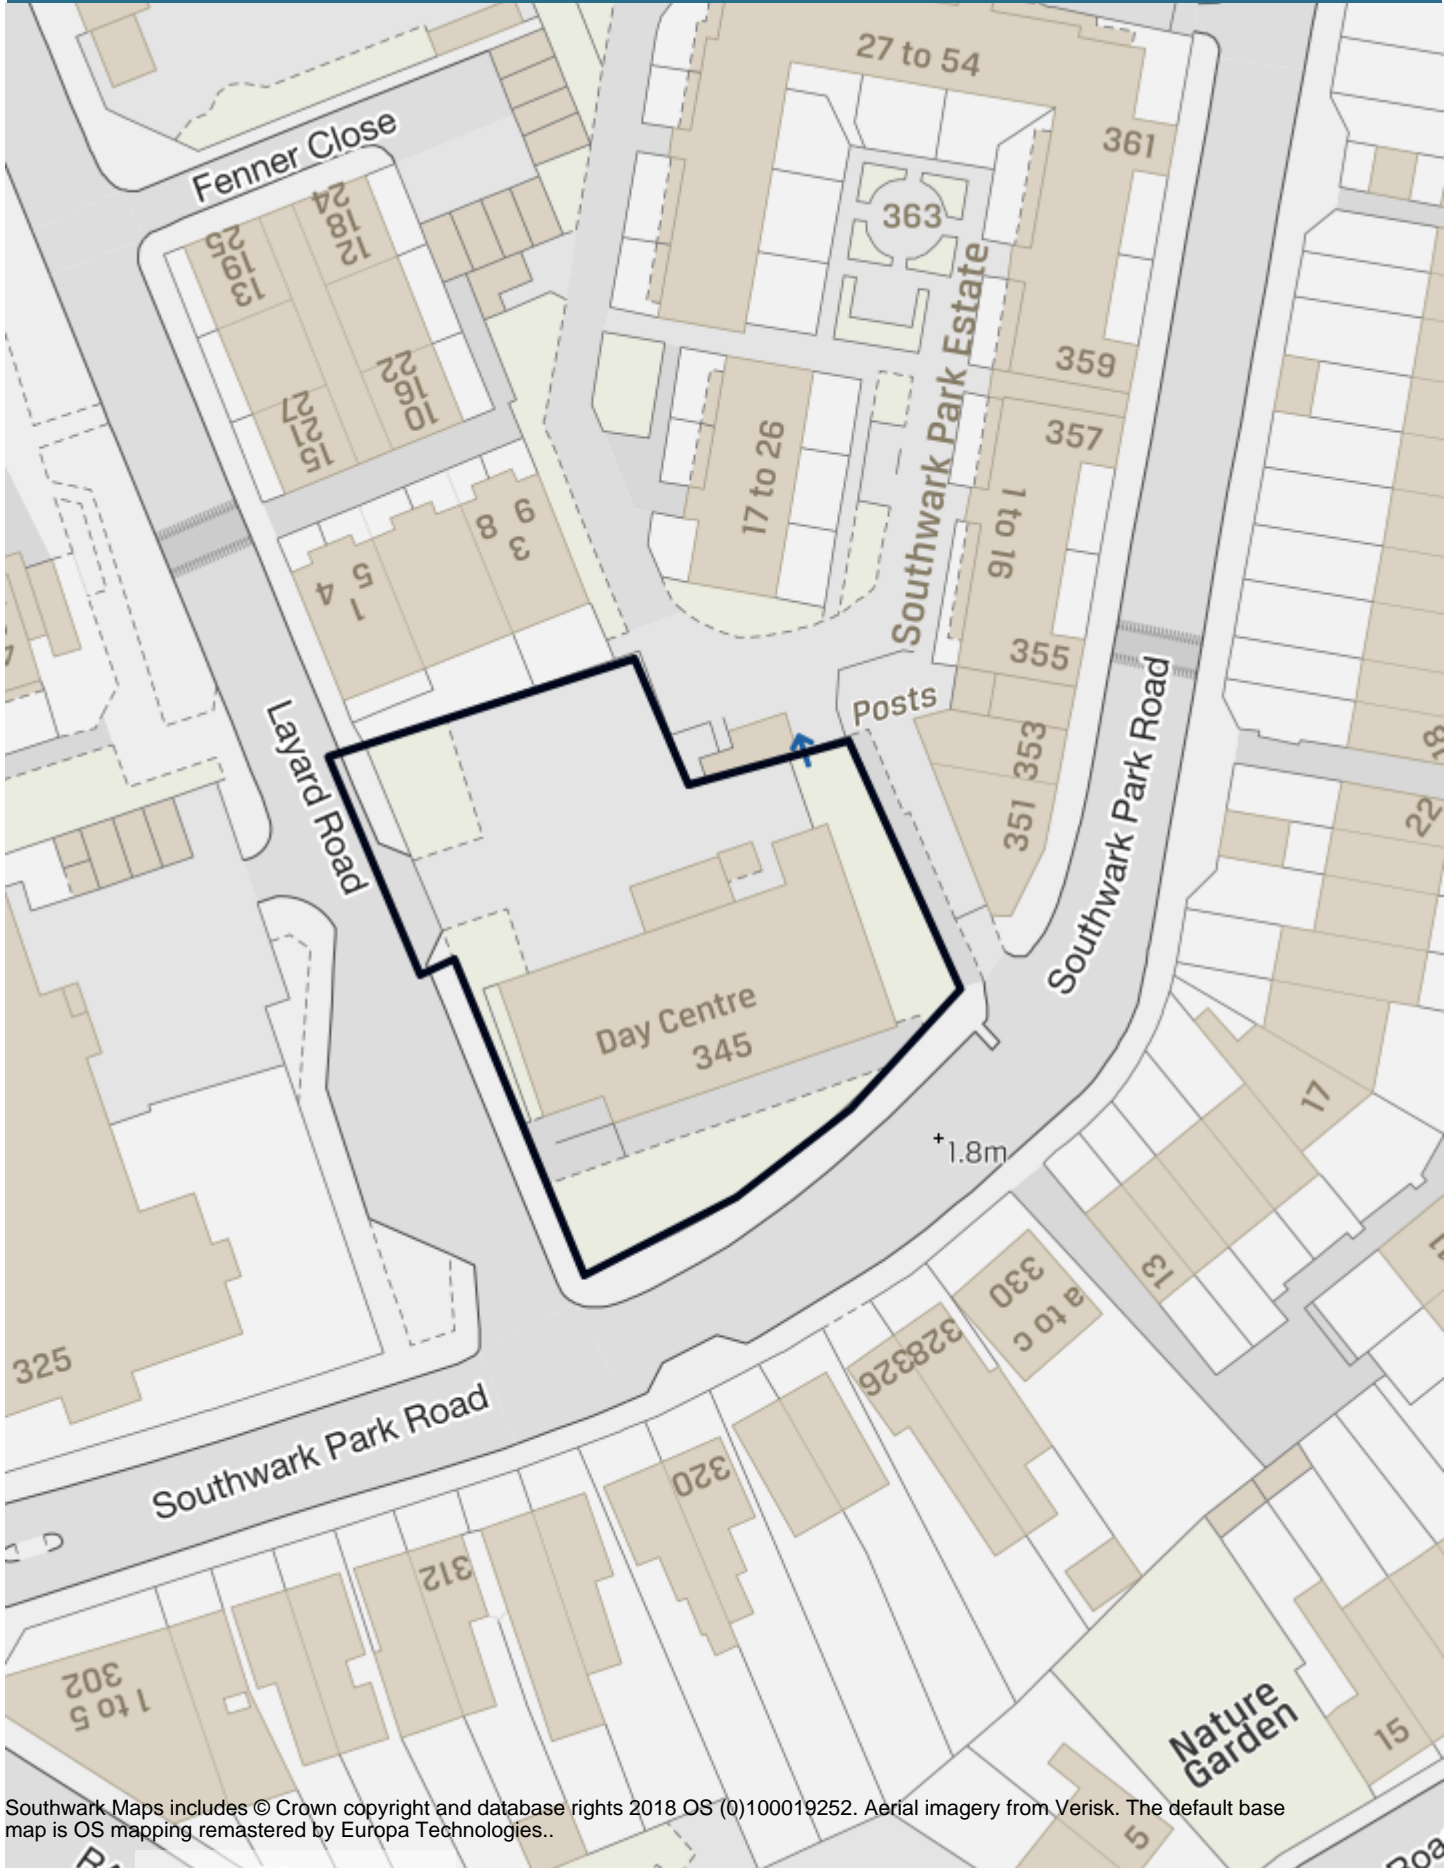 27 to 54
361
Fenner Close
24
18
12
25
19
13
363
Southwark Park Estate
359
22
16
10
357
27
21
15
17 to 26
1 to 16
9
3
8
5
1
4
355
Posts
Layard Road
353
351
Southwark Park Road
18
22
Day Centre
345
17
+1.8m
13
330
a to c
328
326
325
Southwark Park Road
320
312
302
1 to 5
Nature
Garden
15
5
Southwark Maps includes © Crown copyright and database rights 2018 OS (0)100019252. Aerial imagery from Verisk. The default base
map is OS mapping remastered by Europa Technologies..